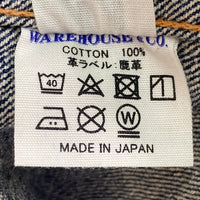 WAREHOUSE & CO.
COTTON 100%
革ラベル：鹿革
40
W
MADE IN JAPAN